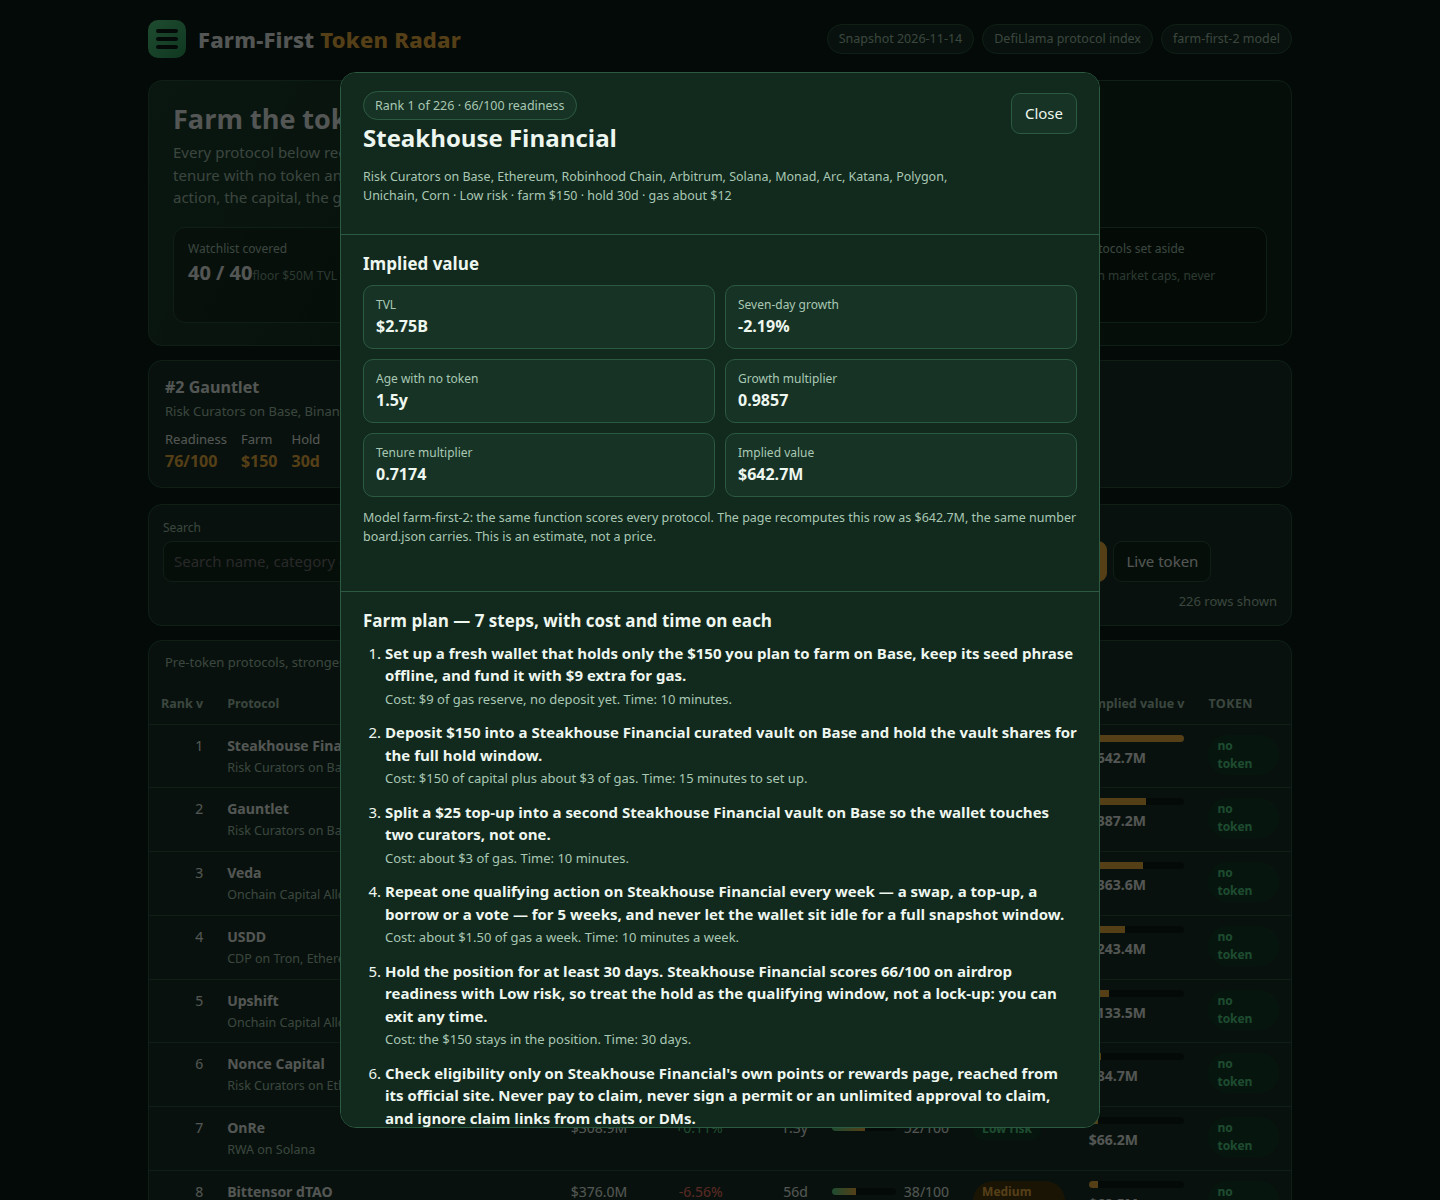 Farm-First Token Radar
Snapshot 2026-11-14
DefiLlama protocol index
farm-first-2 model
Farm the tok
Every protocol below re
tenure with no token an
action, the capital, the g
Watchlist covered
40 / 40 floor $50M TVL
tocols set aside
n market caps, never
#2 Gauntlet
Risk Curators on Base, Binan
Readiness Farm Hold
76/100 $150 30d
Search
Search name, category
Live token
226 rows shown
Rank 1 of 226 · 66/100 readiness
Close
Steakhouse Financial
Risk Curators on Base, Ethereum, Robinhood Chain, Arbitrum, Solana, Monad, Arc, Katana, Polygon,
Unichain, Corn · Low risk · farm $150 · hold 30d · gas about $12
Implied value
TVL
$2.75B
Seven-day growth
-2.19%
Age with no token
1.5y
Growth multiplier
0.9857
Tenure multiplier
0.7174
Implied value
$642.7M
Model farm-first-2: the same function scores every protocol. The page recomputes this row as $642.7M, the same number
board.json carries. This is an estimate, not a price.
Farm plan — 7 steps, with cost and time on each
1. Set up a fresh wallet that holds only the $150 you plan to farm on Base, keep its seed phrase
offline, and fund it with $9 extra for gas.
Cost: $9 of gas reserve, no deposit yet. Time: 10 minutes.
2. Deposit $150 into a Steakhouse Financial curated vault on Base and hold the vault shares for
the full hold window.
Cost: $150 of capital plus about $3 of gas. Time: 15 minutes to set up.
3. Split a $25 top-up into a second Steakhouse Financial vault on Base so the wallet touches
two curators, not one.
Cost: about $3 of gas. Time: 10 minutes.
4. Repeat one qualifying action on Steakhouse Financial every week — a swap, a top-up, a
borrow or a vote — for 5 weeks, and never let the wallet sit idle for a full snapshot window.
Cost: about $1.50 of gas a week. Time: 10 minutes a week.
5. Hold the position for at least 30 days. Steakhouse Financial scores 66/100 on airdrop
readiness with Low risk, so treat the hold as the qualifying window, not a lock-up: you can
exit any time.
Cost: the $150 stays in the position. Time: 30 days.
6. Check eligibility only on Steakhouse Financial's own points or rewards page, reached from
its official site. Never pay to claim, never sign a permit or an unlimited approval to claim,
and ignore claim links from chats or DMs.
Pre-token protocols, stronges
Rank v Protocol mplied value v TOKEN
1 Steakhouse Fina 642.7M no token
Risk Curators on Ba
2 Gauntlet 387.2M no token
Risk Curators on Ba
3 Veda 363.6M no token
Onchain Capital Allo
4 USDD 243.4M no token
CDP on Tron, Ethere
5 Upshift 133.5M no token
Onchain Capital Allo
6 Nonce Capital 84.7M no token
Risk Curators on Et
7 OnRe $308.9M +0.11% 1.3y 52/100 Low risk $66.2M no token
RWA on Solana
8 Bittensor dTAO $376.0M -6.56% 56d 38/100 Medium no